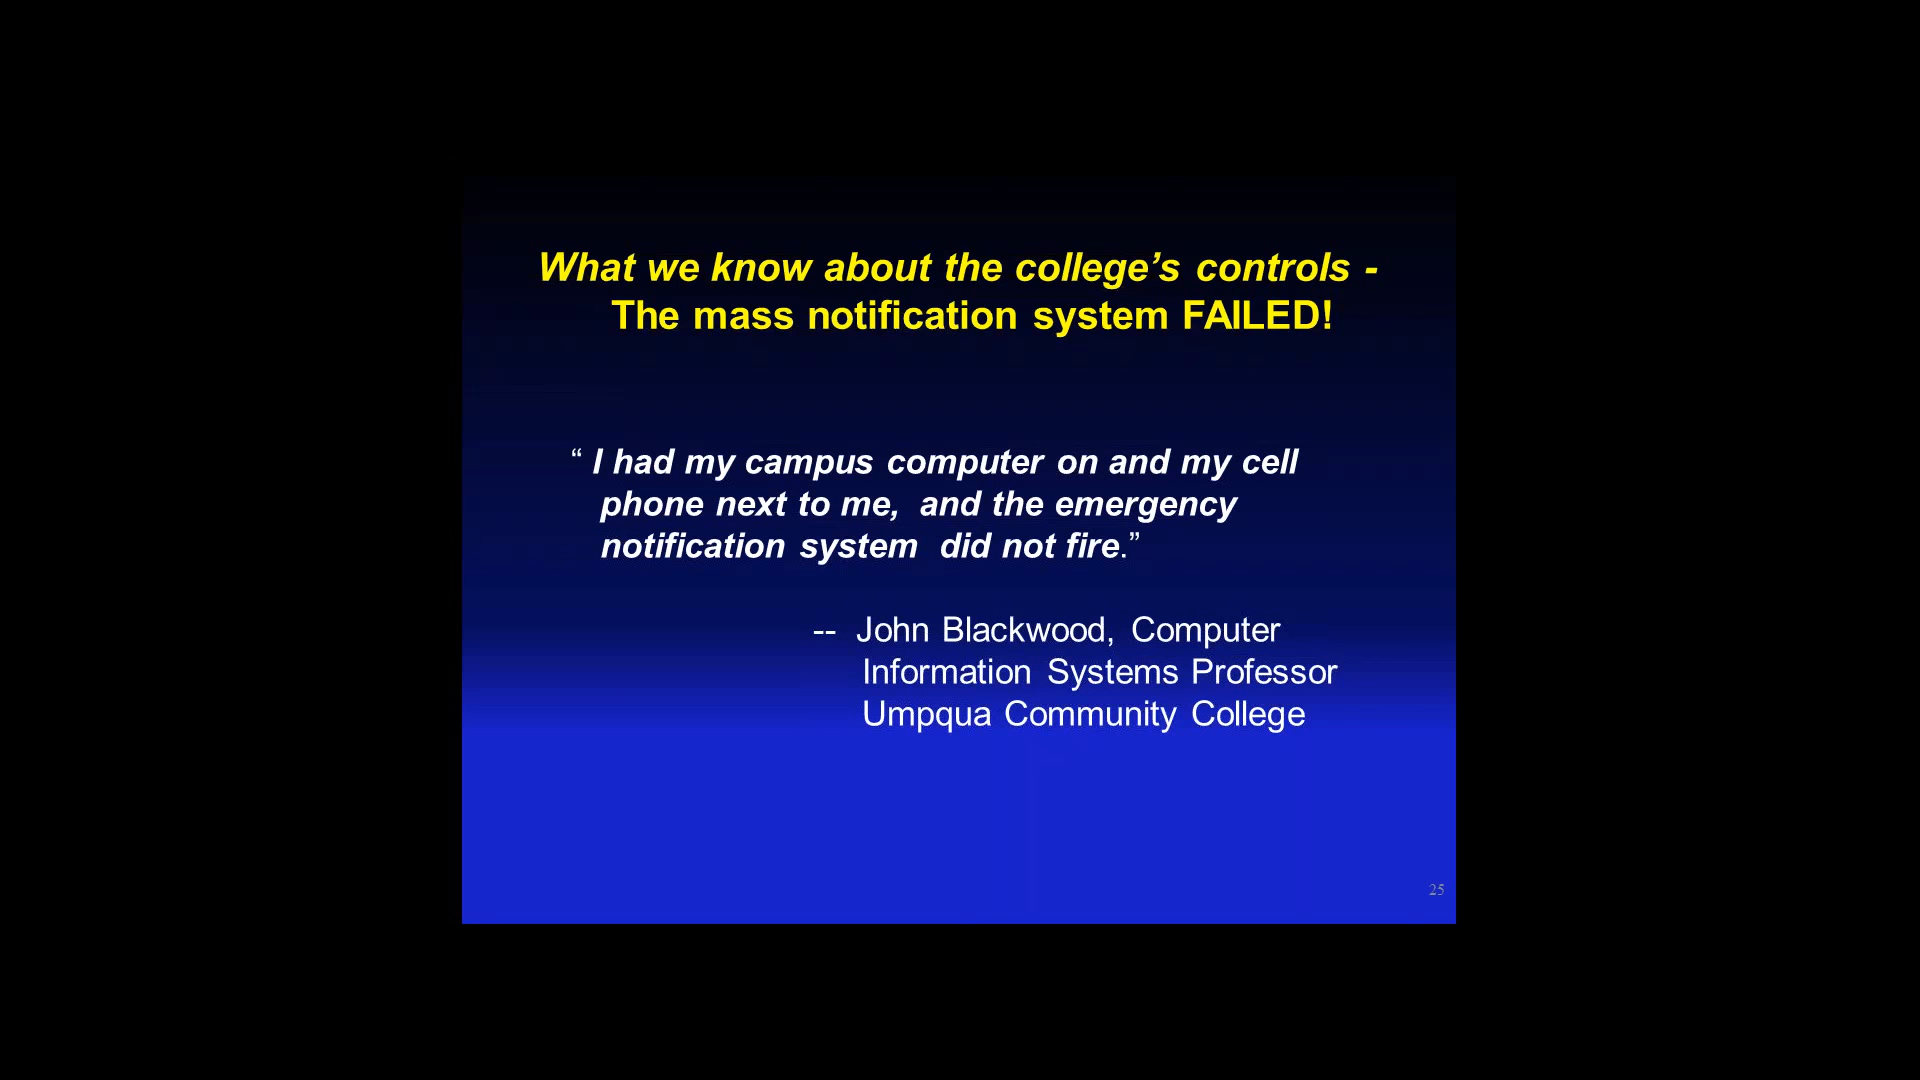 What we know about the college’s controls -
The mass notification system FAILED!
“ I had my campus computer on and my cell
phone next to me,  and the emergency
notification system  did not fire.”
--  John Blackwood, Computer
Information Systems Professor
Umpqua Community College
25